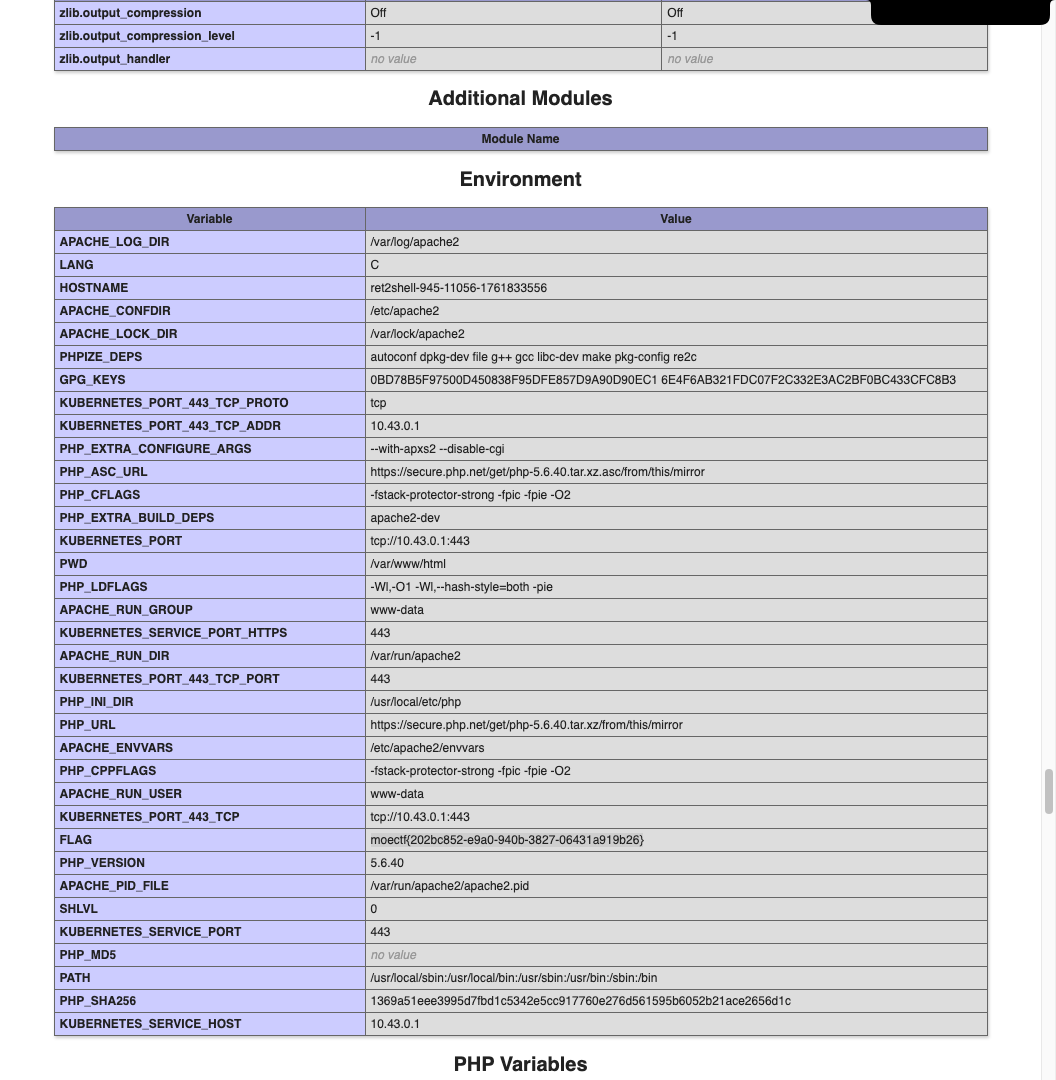 zlib.output_compression Off Off
zlib.output_compression_level -1 -1
zlib.output_handler no value no value
Additional Modules
Module Name
Environment
Variable Value
APACHE_LOG_DIR /var/log/apache2
LANG C
HOSTNAME ret2shell-945-11056-1761833556
APACHE_CONFDIR /etc/apache2
APACHE_LOCK_DIR /var/lock/apache2
PHPIZE_DEPS autoconf dpkg-dev file g++ gcc libc-dev make pkg-config re2c
GPG_KEYS 0BD78B5F97500D450838F95DFE857D9A90D90EC1 6E4F6AB321FDC07F2C332E3AC2BF0BC433CFC8B3
KUBERNETES_PORT_443_TCP_PROTO tcp
KUBERNETES_PORT_443_TCP_ADDR 10.43.0.1
PHP_EXTRA_CONFIGURE_ARGS --with-apxs2 --disable-cgi
PHP_ASC_URL https://secure.php.net/get/php-5.6.40.tar.xz.asc/from/this/mirror
PHP_CFLAGS -fstack-protector-strong -fpic -fpie -O2
PHP_EXTRA_BUILD_DEPS apache2-dev
KUBERNETES_PORT tcp://10.43.0.1:443
PWD /var/www/html
PHP_LDFLAGS -Wl,-O1 -Wl,--hash-style=both -pie
APACHE_RUN_GROUP www-data
KUBERNETES_SERVICE_PORT_HTTPS 443
APACHE_RUN_DIR /var/run/apache2
KUBERNETES_PORT_443_TCP_PORT 443
PHP_INI_DIR /usr/local/etc/php
PHP_URL https://secure.php.net/get/php-5.6.40.tar.xz/from/this/mirror
APACHE_ENVVARS /etc/apache2/envvars
PHP_CPPFLAGS -fstack-protector-strong -fpic -fpie -O2
APACHE_RUN_USER www-data
KUBERNETES_PORT_443_TCP tcp://10.43.0.1:443
FLAG moectf{202bc852-e9a0-940b-3827-06431a919b26}
PHP_VERSION 5.6.40
APACHE_PID_FILE /var/run/apache2/apache2.pid
SHLVL 0
KUBERNETES_SERVICE_PORT 443
PHP_MD5 no value
PATH /usr/local/sbin:/usr/local/bin:/usr/sbin:/usr/bin:/sbin:/bin
PHP_SHA256 1369a51eee3995d7fbd1c5342e5cc917760e276d561595b6052b21ace2656d1c
KUBERNETES_SERVICE_HOST 10.43.0.1
PHP Variables